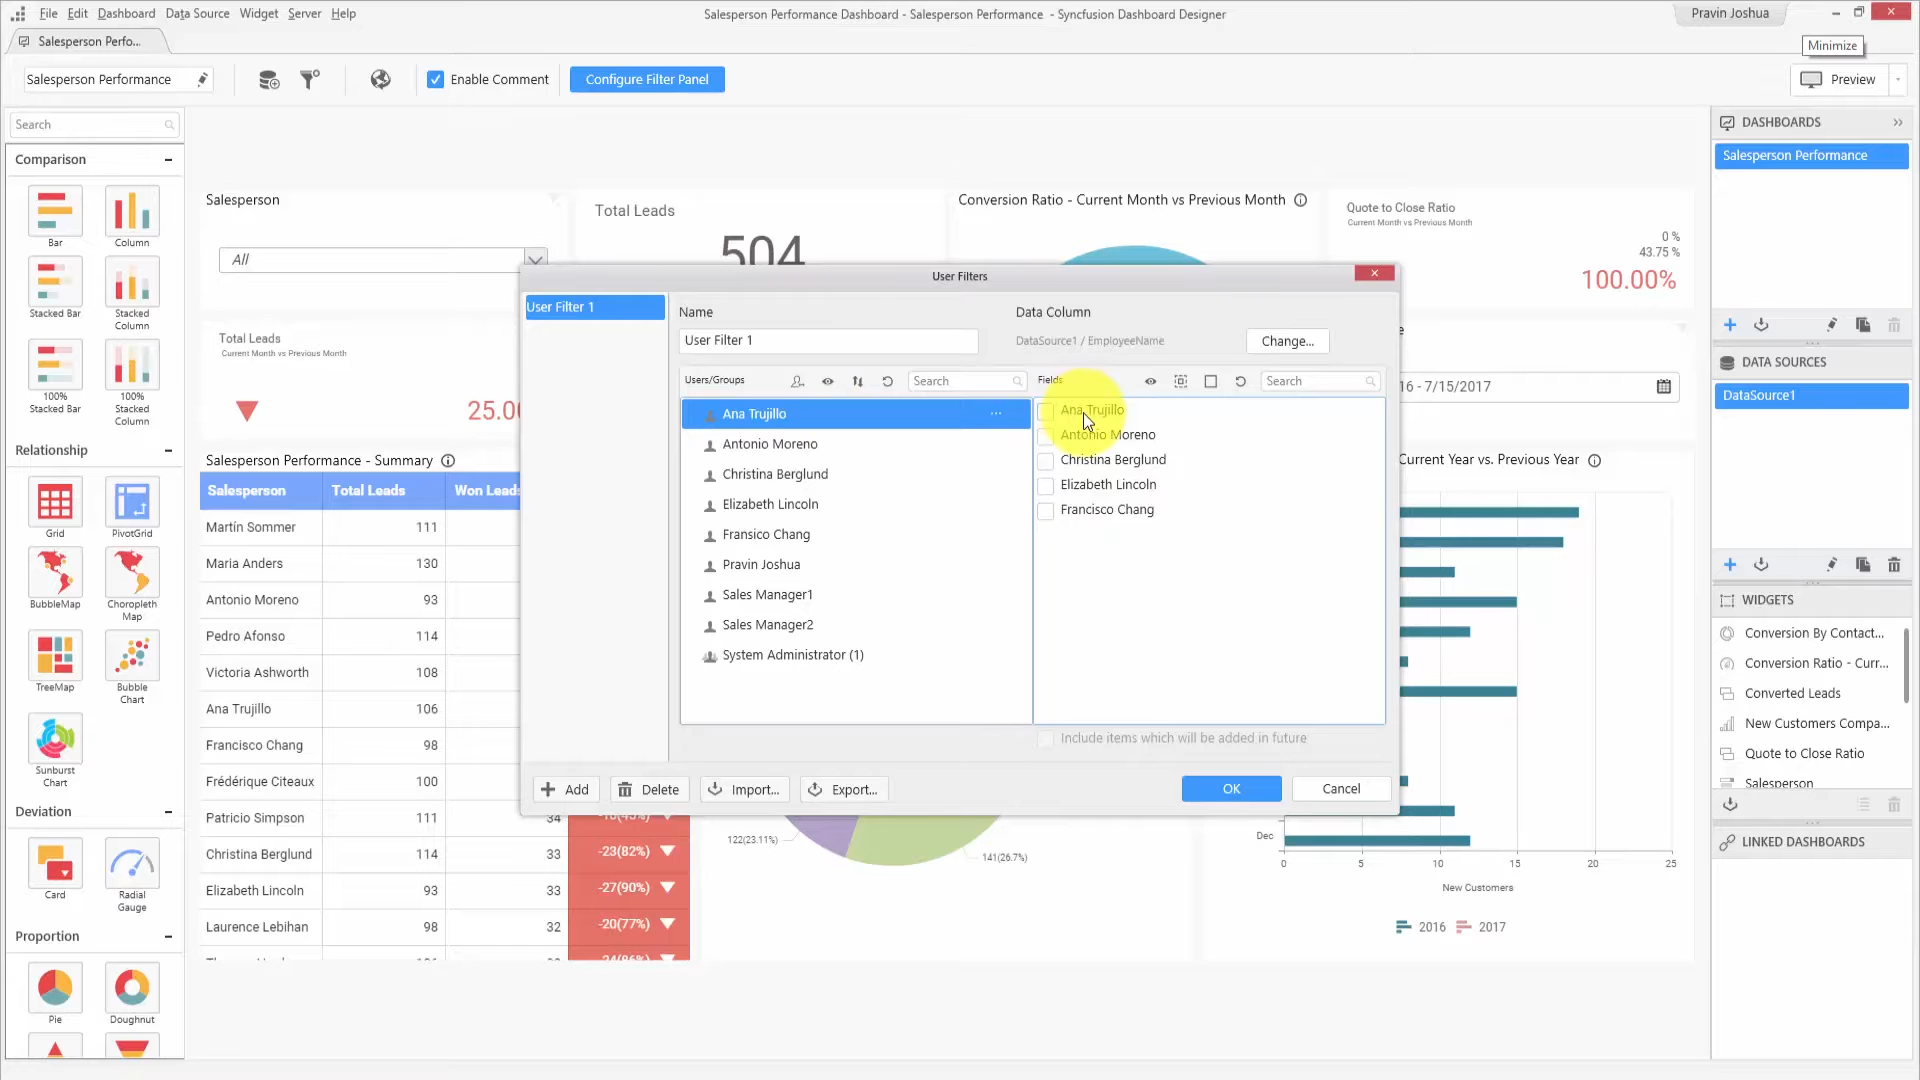 File Edit Dashboard Data Source Widget Server Help
Salesperson Performance Dashboard - Salesperson Performance - Syncfusion Dashboard Designer
Pravin Joshua
Salesperson Perfo...
Minimize
Salesperson Performance
Enable Comment
Configure Filter Panel
Preview
Search
Comparison
Bar
Column
Stacked Bar
Stacked
Column
100%
Stacked Bar
100%
Stacked
Column
Relationship
Grid
PivotGrid
BubbleMap
Choropleth
Map
TreeMap
Bubble
Chart
Sunburst
Chart
Deviation
Card
Radial
Gauge
Proportion
Pie
Doughnut
Salesperson
All
Total Leads
504
Conversion Ratio - Current Month vs Previous Month
Quote to Close Ratio
Current Month vs Previous Month
0 %
43.75 %
100.00%
Total Leads
Current Month vs Previous Month
25.0
16 - 7/15/2017
Salesperson Performance - Summary
Salesperson Total Leads Won Leads
Martín Sommer 111
Maria Anders 130
Antonio Moreno 93
Pedro Afonso 114
Victoria Ashworth 108
Ana Trujillo 106
Francisco Chang 98
Frédérique Citeaux 100
Patricio Simpson 111 34
Christina Berglund 114 33 -23(82%)
Elizabeth Lincoln 93 33 -27(90%)
Laurence Lebihan 98 32 -20(77%)
122(23.11%)
141(26.7%)
Current Year vs. Previous Year
Dec
0 5 10 15 20 25
New Customers
2016 2017
User Filters
User Filter 1
Name
User Filter 1
Data Column
DataSource1 / EmployeeName
Change...
Users/Groups
Search
Fields
Search
Ana Trujillo
Antonio Moreno
Christina Berglund
Elizabeth Lincoln
Fransico Chang
Pravin Joshua
Sales Manager1
Sales Manager2
System Administrator (1)
Ana Trujillo
Antonio Moreno
Christina Berglund
Elizabeth Lincoln
Francisco Chang
Include items which will be added in future
Add
Delete
Import...
Export...
OK
Cancel
DASHBOARDS
Salesperson Performance
DATA SOURCES
DataSource1
WIDGETS
Conversion By Contact...
Conversion Ratio - Curr...
Converted Leads
New Customers Compa...
Quote to Close Ratio
Salesperson
LINKED DASHBOARDS